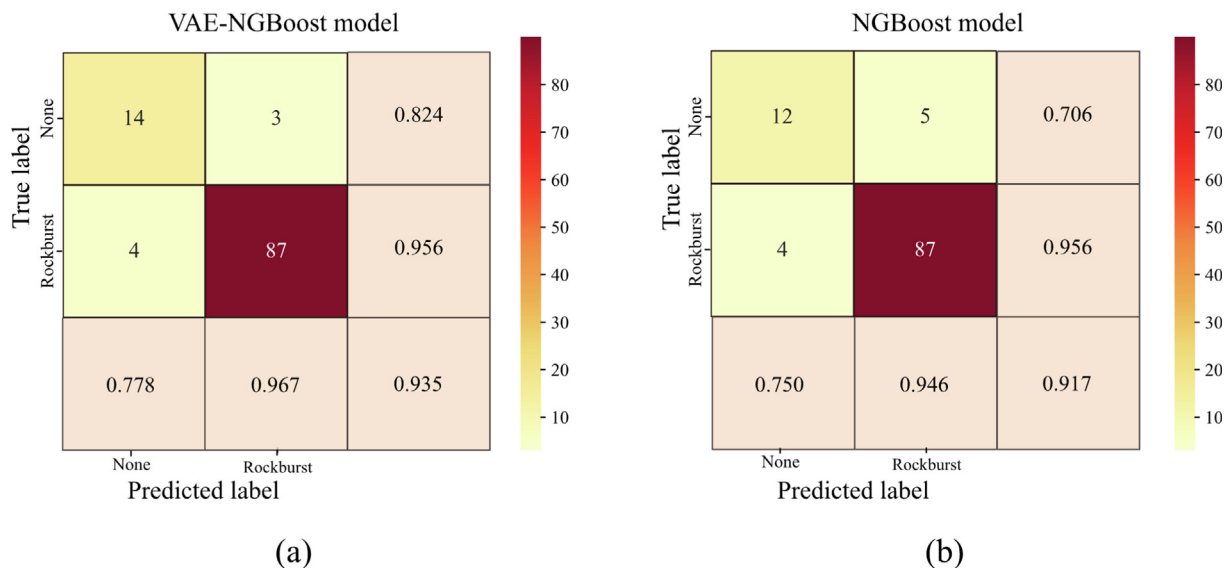 VAE-NGBoost model
None
14
3
0.824
True label
Rockburst
4
87
0.956
0.778
0.967
0.935
None
Rockburst
Predicted label
80
70
60
50
40
30
20
10
(a)
NGBoost model
None
12
5
0.706
True label
Rockburst
4
87
0.956
0.750
0.946
0.917
None
Rockburst
Predicted label
80
70
60
50
40
30
20
10
(b)